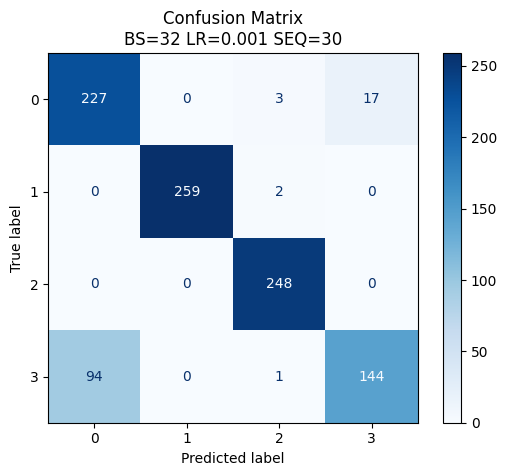 Confusion Matrix
BS=32 LR=0.001 SEQ=30
0 227 0 3 17
1 0 259 2 0
2 0 0 248 0
3 94 0 1 144
0 1 2 3
Predicted label
True label
250
200
150
100
50
0